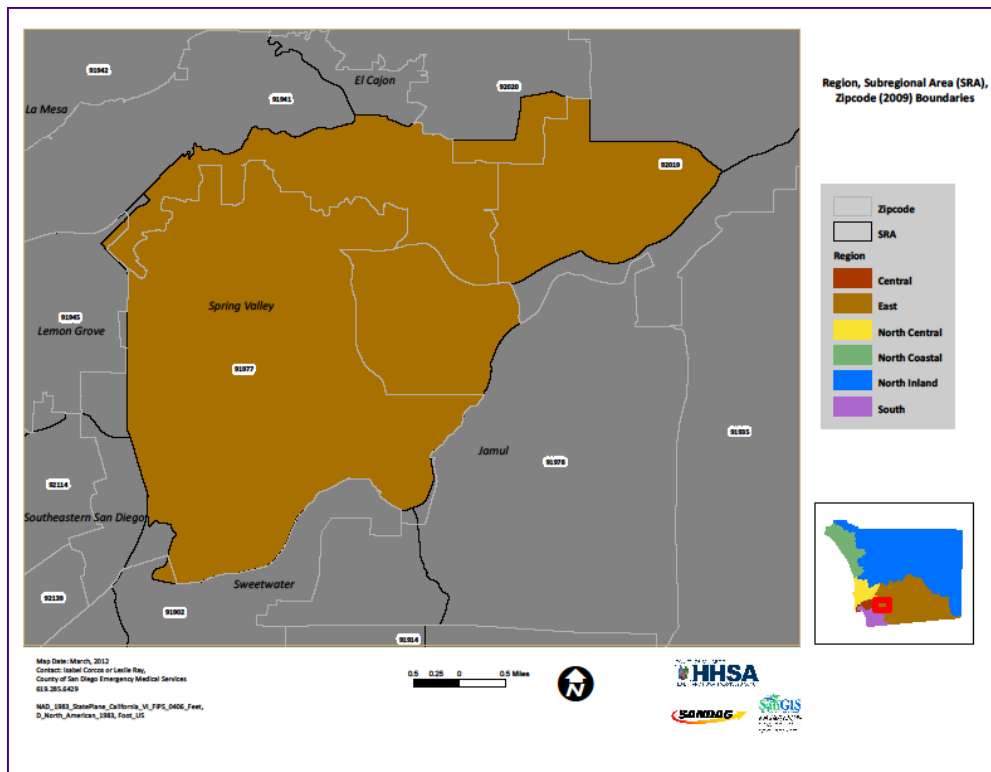 Region, Subregional Area (SRA),
Zipcode (2009) Boundaries
91942
El Cajon
92020
La Mesa
91941
92019
Spring Valley
91945
Lemon Grove
91977
Jamul
91978
91935
92114
Southeastern San Diego
Sweetwater
92139
91902
91914
Zipcode
SRA
Region
Central
East
North Central
North Coastal
North Inland
South
Map Date: March, 2012
Contact: Isabel Corcos or Leslie Ray,
County of San Diego Emergency Medical Services
619.285.6429
NAD_1983_StatePlane_California_VI_FIPS_0406_Feet,
D_North_American_1983, Foot_US
0.5 0.25 0 0.5 Miles
N
HHSA
SANDAG
SanGIS